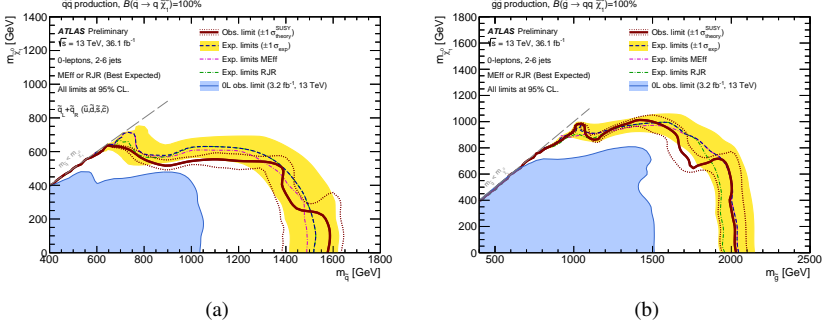 q̃q̃ production, B(q̃ → q χ̃₁⁰)=100%
m_χ̃₁⁰ [GeV]
1400
1200
1000
800
600
400
200
0
ATLAS Preliminary
√s = 13 TeV, 36.1 fb⁻¹
0-leptons, 2-6 jets
MEff or RJR (Best Expected)
All limits at 95% CL.
q̃_L + q̃_R (ũ,d̃,s̃,c̃)
Obs. limit (±1 σ_theory^SUSY)
Exp. limits (±1 σ_exp)
Exp. limits MEff
Exp. limits RJR
0L obs. limit (3.2 fb⁻¹, 13 TeV)
400 600 800 1000 1200 1400 1600 1800
m_q̃ [GeV]
(a)
g̃g̃ production, B(g̃ → qq χ̃₁⁰)=100%
m_χ̃₁⁰ [GeV]
1800
1600
1400
1200
1000
800
600
400
200
0
ATLAS Preliminary
√s = 13 TeV, 36.1 fb⁻¹
0-leptons, 2-6 jets
MEff or RJR (Best Expected)
All limits at 95% CL.
Obs. limit (±1 σ_theory^SUSY)
Exp. limits (±1 σ_exp)
Exp. limits MEff
Exp. limits RJR
0L obs. limit (3.2 fb⁻¹, 13 TeV)
500 1000 1500 2000 2500
m_g̃ [GeV]
(b)